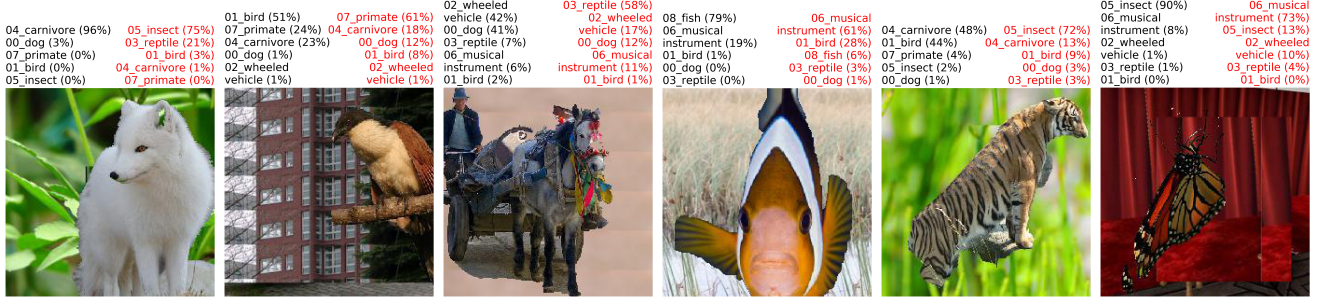 04_carnivore (96%)
00_dog (3%)
07_primate (0%)
01_bird (0%)
05_insect (0%)
05_insect (75%)
03_reptile (21%)
01_bird (3%)
04_carnivore (1%)
07_primate (0%)
01_bird (51%)
07_primate (24%)
04_carnivore (23%)
00_dog (1%)
02_wheeled
vehicle (1%)
07_primate (61%)
04_carnivore (18%)
00_dog (12%)
01_bird (8%)
02_wheeled
vehicle (1%)
02_wheeled
vehicle (42%)
00_dog (41%)
03_reptile (7%)
06_musical
instrument (6%)
01_bird (2%)
03_reptile (58%)
02_wheeled
vehicle (17%)
00_dog (12%)
06_musical
instrument (11%)
01_bird (1%)
08_fish (79%)
06_musical
instrument (19%)
01_bird (1%)
00_dog (0%)
03_reptile (0%)
06_musical
instrument (61%)
01_bird (28%)
08_fish (6%)
03_reptile (3%)
00_dog (1%)
04_carnivore (48%)
01_bird (44%)
07_primate (4%)
05_insect (2%)
00_dog (1%)
05_insect (72%)
04_carnivore (13%)
01_bird (9%)
00_dog (3%)
03_reptile (3%)
05_insect (90%)
06_musical
instrument (8%)
02_wheeled
vehicle (1%)
03_reptile (1%)
01_bird (0%)
06_musical
instrument (73%)
05_insect (13%)
02_wheeled
vehicle (10%)
03_reptile (4%)
01_bird (0%)